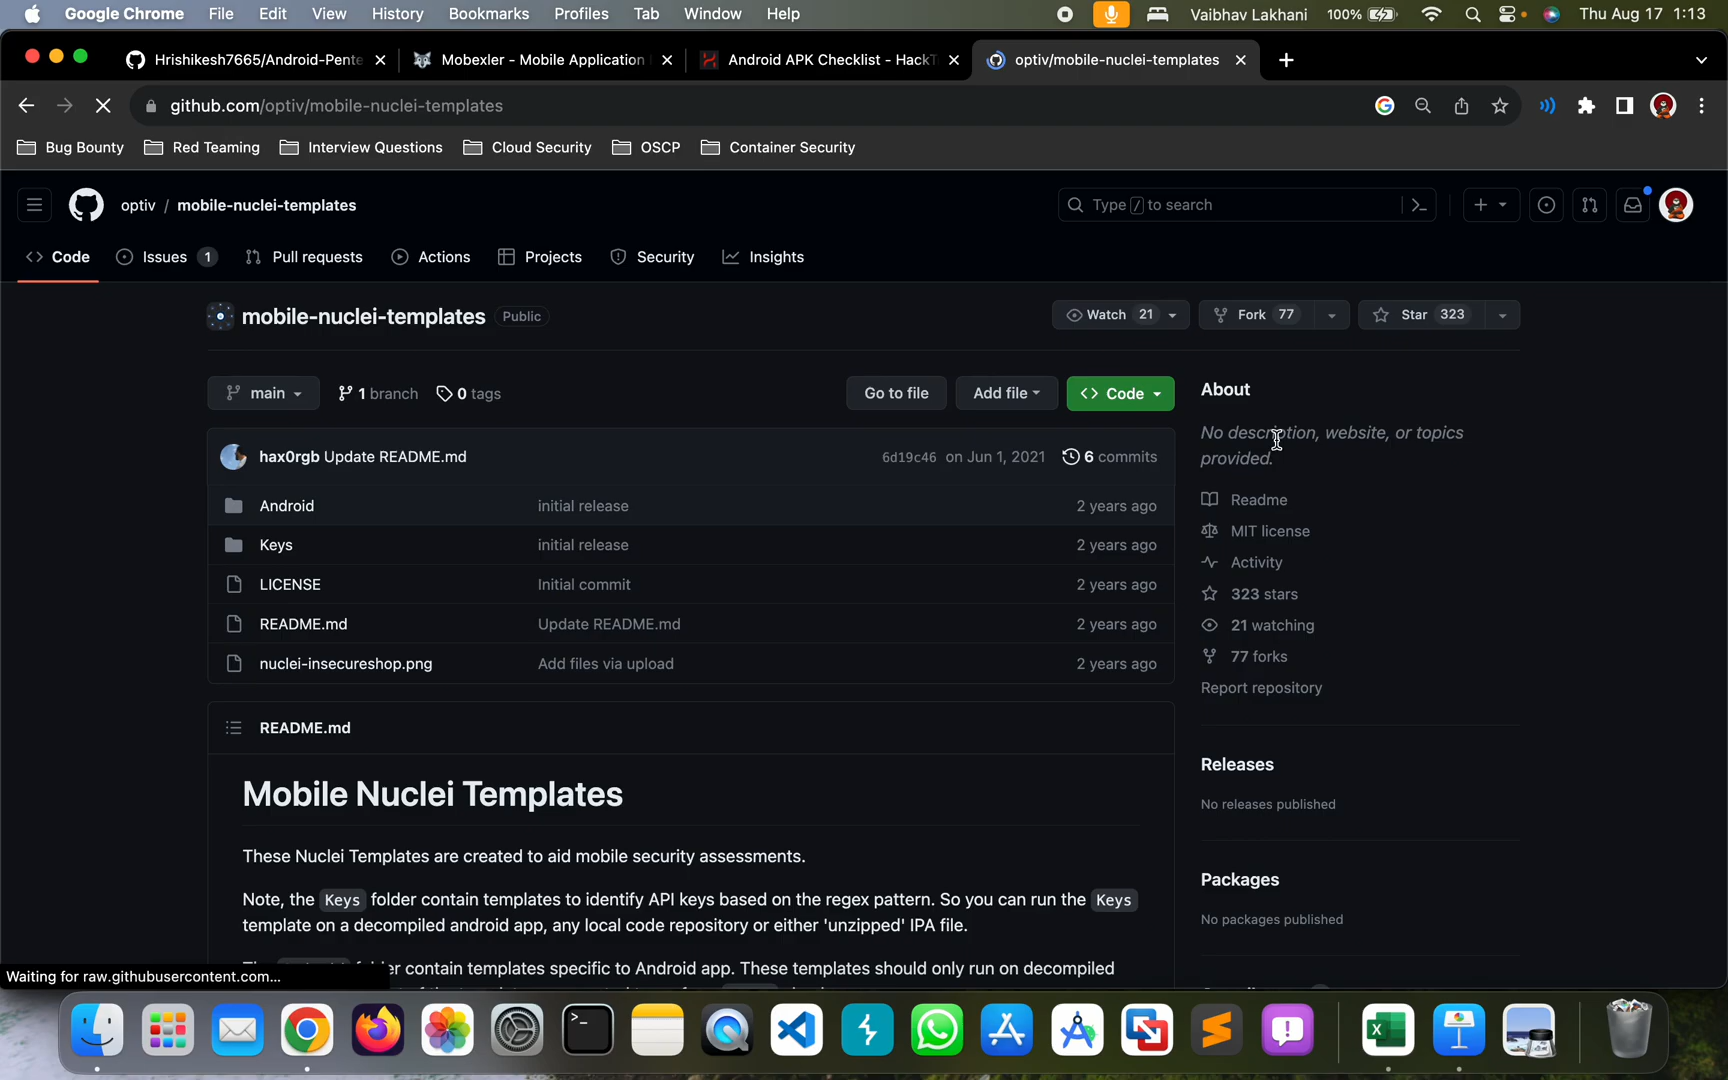 Google Chrome File Edit View History Bookmarks Profiles Tab Window Help Vaibhav Lakhani 100% Thu Aug 17 1:13
Hrishikesh7665/Android-Pente Mobexler - Mobile Application Android APK Checklist - HackT optiv/mobile-nuclei-templates
github.com/optiv/mobile-nuclei-templates
Bug Bounty Red Teaming Interview Questions Cloud Security OSCP Container Security
optiv / mobile-nuclei-templates Type / to search
Code Issues 1 Pull requests Actions Projects Security Insights
mobile-nuclei-templates Public Watch 21 Fork 77 Star 323
main 1 branch 0 tags Go to file Add file Code
About
No description, website, or topics
provided.
hax0rgb Update README.md 6d19c46 on Jun 1, 2021 6 commits
Android initial release 2 years ago
Keys initial release 2 years ago
LICENSE Initial commit 2 years ago
README.md Update README.md 2 years ago
nuclei-insecureshop.png Add files via upload 2 years ago
Readme
MIT license
Activity
323 stars
21 watching
77 forks
Report repository
README.md
Releases
No releases published
Mobile Nuclei Templates
These Nuclei Templates are created to aid mobile security assessments.
Packages
No packages published
Note, the Keys folder contain templates to identify API keys based on the regex pattern. So you can run the Keys
template on a decompiled android app, any local code repository or either 'unzipped' IPA file.
contain templates specific to Android app. These templates should only run on decompiled
Waiting for raw.githubusercontent.com...